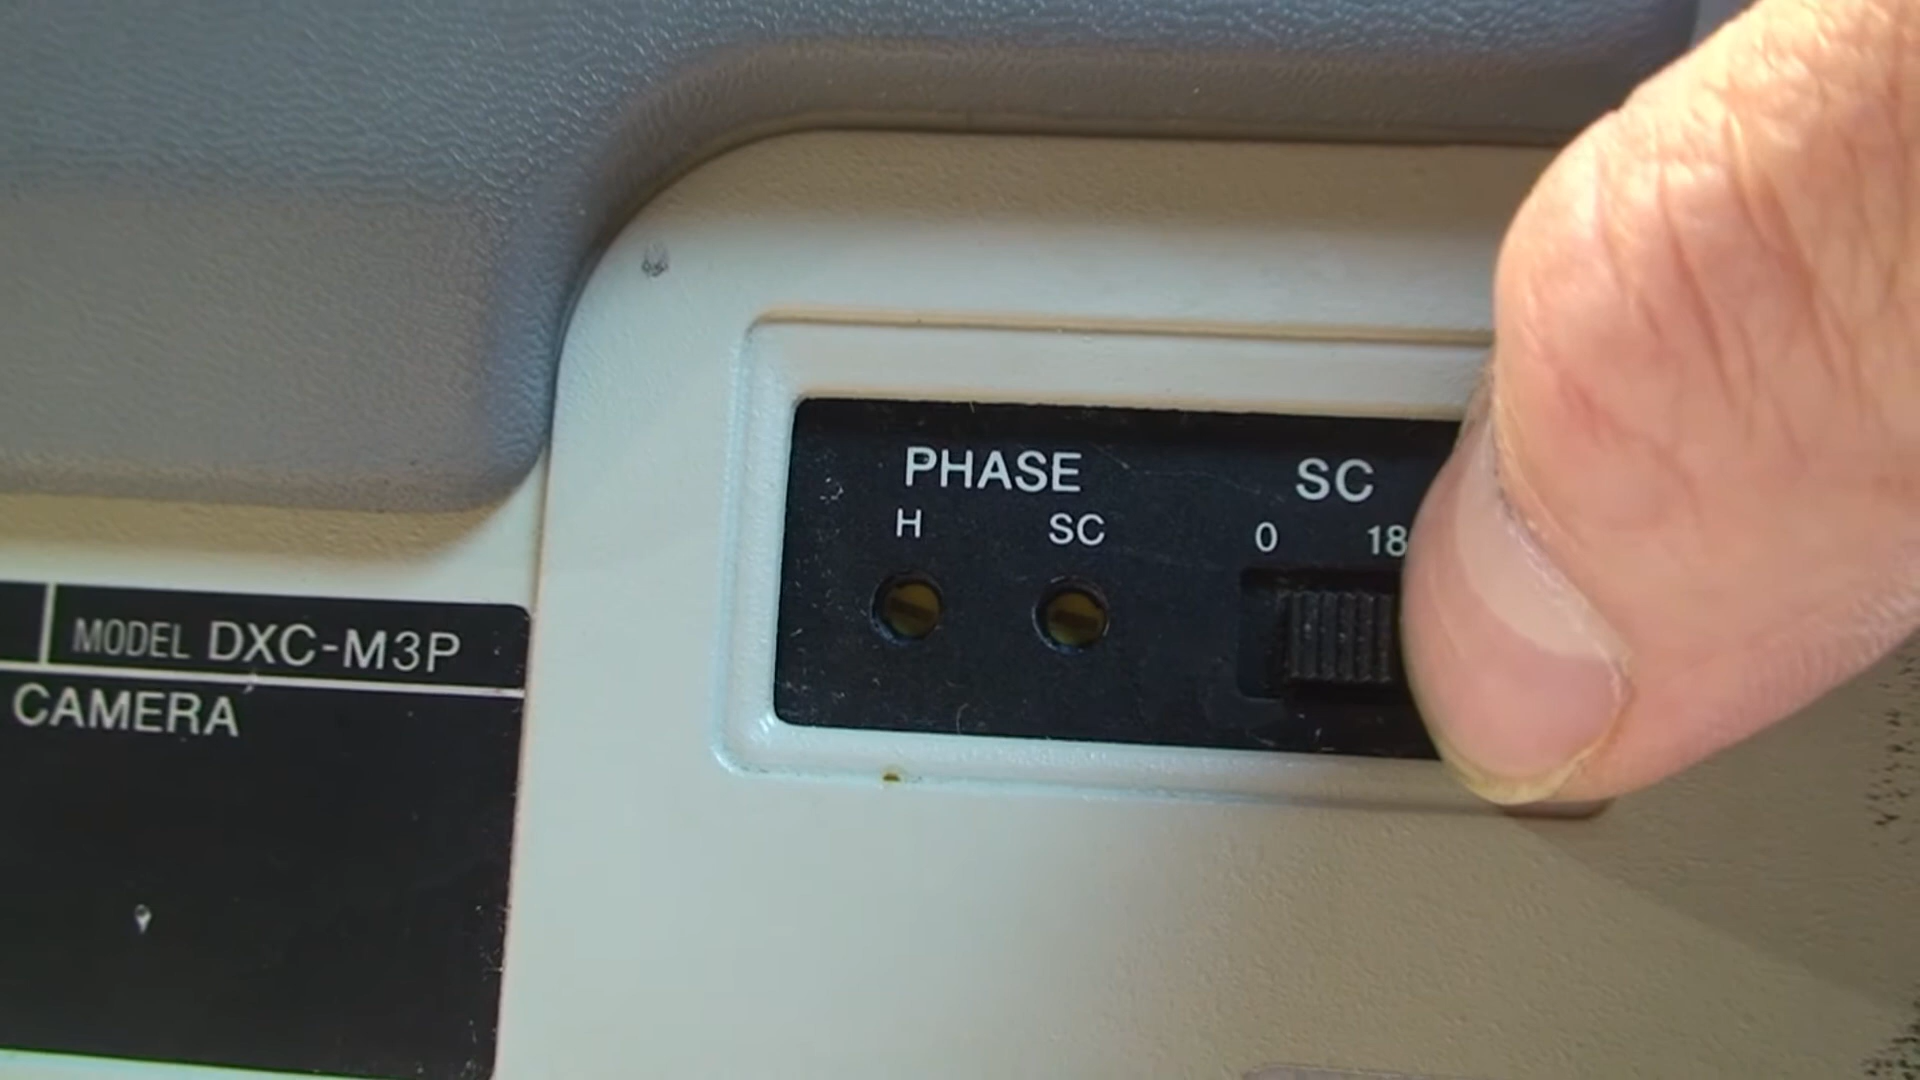 MODEL DXC-M3P
CAMERA
PHASE
H SC
SC
0 18